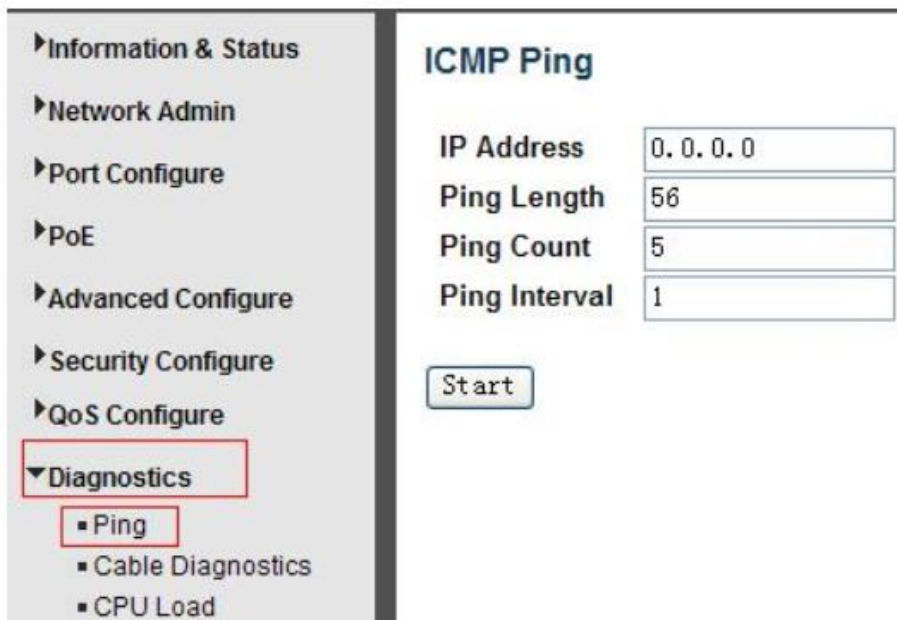 Information & Status
Network Admin
Port Configure
PoE
Advanced Configure
Security Configure
QoS Configure
Diagnostics
Ping
Cable Diagnostics
CPU Load
ICMP Ping
IP Address 0.0.0.0
Ping Length 56
Ping Count 5
Ping Interval 1
Start